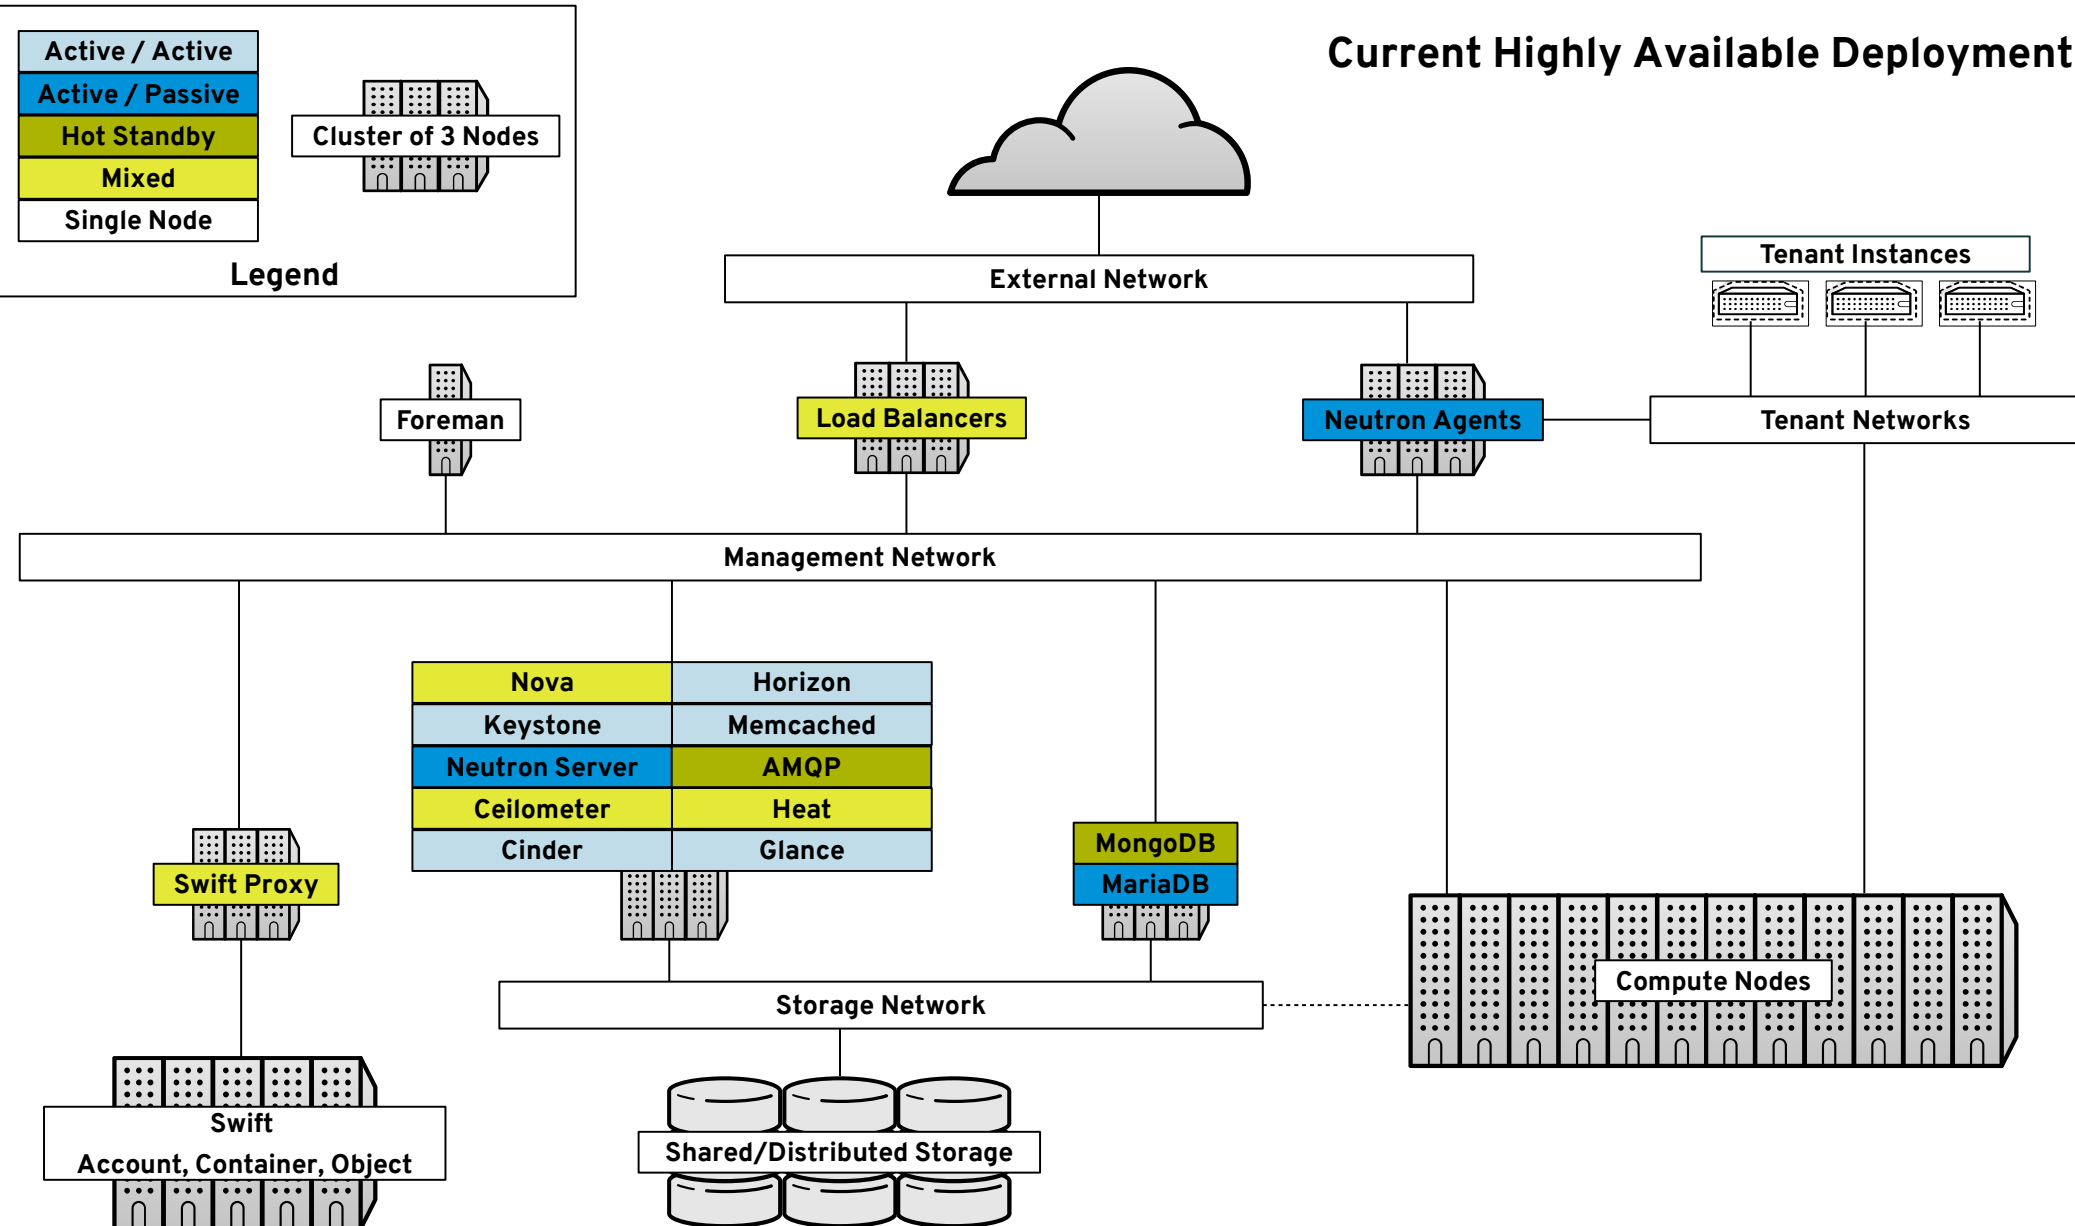 Current Highly Available Deployment
Active / Active
Active / Passive
Hot Standby
Mixed
Single Node
Cluster of 3 Nodes
Legend
External Network
Tenant Instances
Foreman
Load Balancers
Neutron Agents
Tenant Networks
Management Network
Nova
Horizon
Keystone
Memcached
Neutron Server
AMQP
Ceilometer
Heat
Cinder
Glance
MongoDB
MariaDB
Swift Proxy
Compute Nodes
Storage Network
Swift
Account, Container, Object
Shared/Distributed Storage